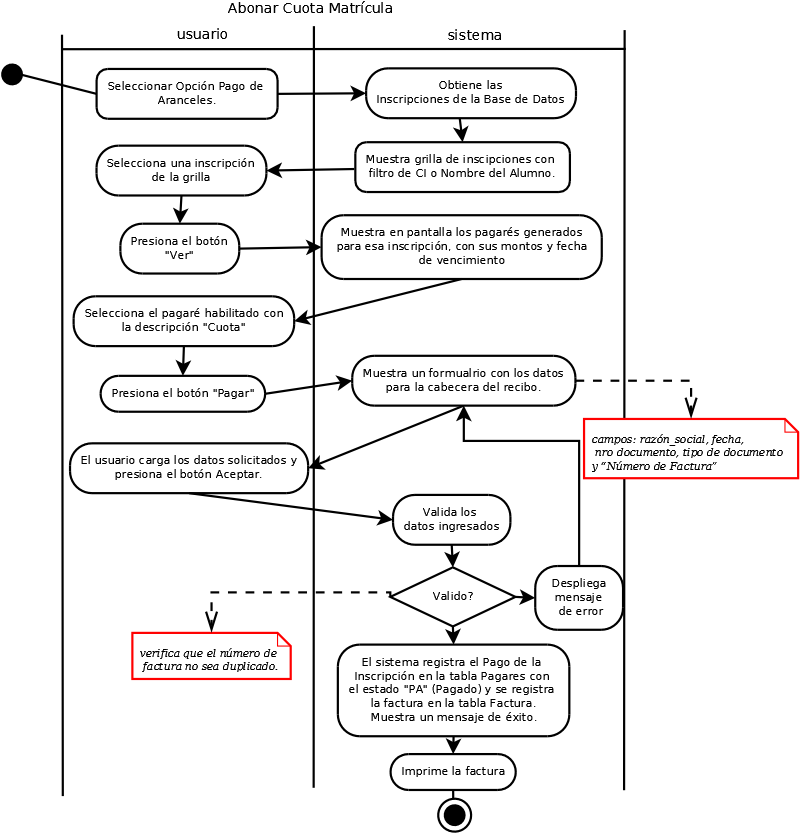 Abonar Cuota Matrícula
usuario
sistema
Seleccionar Opción Pago de
Aranceles.
Obtiene las
Inscripciones de la Base de Datos
Muestra grilla de inscipciones con
filtro de CI o Nombre del Alumno.
Selecciona una inscripción
de la grilla
Presiona el botón
"Ver"
Muestra en pantalla los pagarés generados
para esa inscripción, con sus montos y fecha
de vencimiento
Selecciona el pagaré habilitado con
la descripción "Cuota"
Presiona el botón "Pagar"
Muestra un formualrio con los datos
para la cabecera del recibo.
campos: razón_social, fecha,
nro documento, tipo de documento
y “Número de Factura”
El usuario carga los datos solicitados y
presiona el botón Aceptar.
Valida los
datos ingresados
Valido?
Despliega
mensaje
de error
verifica que el número de
factura no sea duplicado.
El sistema registra el Pago de la
Inscripción en la tabla Pagares con
el estado "PA" (Pagado) y se registra
la factura en la tabla Factura.
Muestra un mensaje de éxito.
Imprime la factura